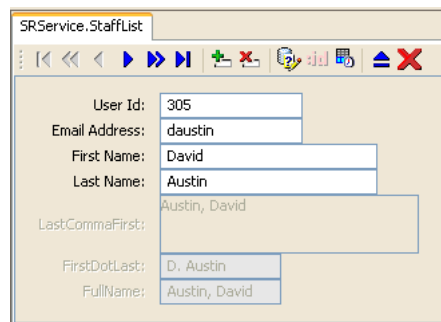 SRService.StaffList
:id
User Id: 305
Email Address: daustin
First Name: David
Last Name: Austin
LastCommaFirst: Austin, David
FirstDotLast: D. Austin
FullName: Austin, David